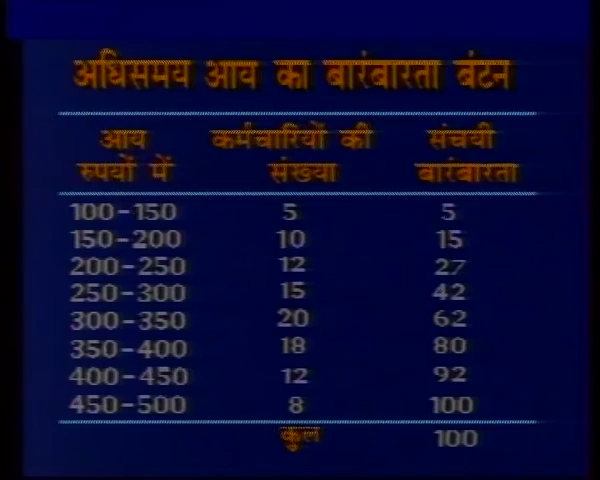 अधिसमय आय का बारंबारता बंटन
आय कर्मचारियों की संचयी
रुपयों में संख्या बारंबारता
100-150 5 5
150-200 10 15
200-250 12 27
250-300 15 42
300-350 20 62
350-400 18 80
400-450 12 92
450-500 8 100
कुल 100